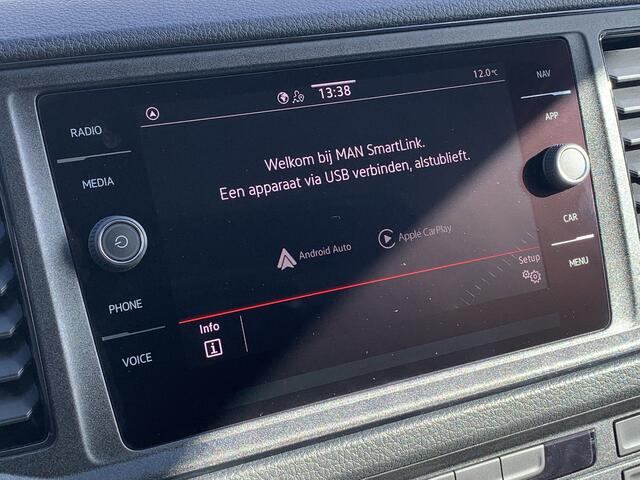 13:38
12.0°C
NAV
RADIO
APP
Welkom bij MAN SmartLink.
Een apparaat via USB verbinden, alstublieft.
MEDIA
Android Auto
Apple CarPlay
CAR
Setup
MENU
PHONE
Info
i
VOICE